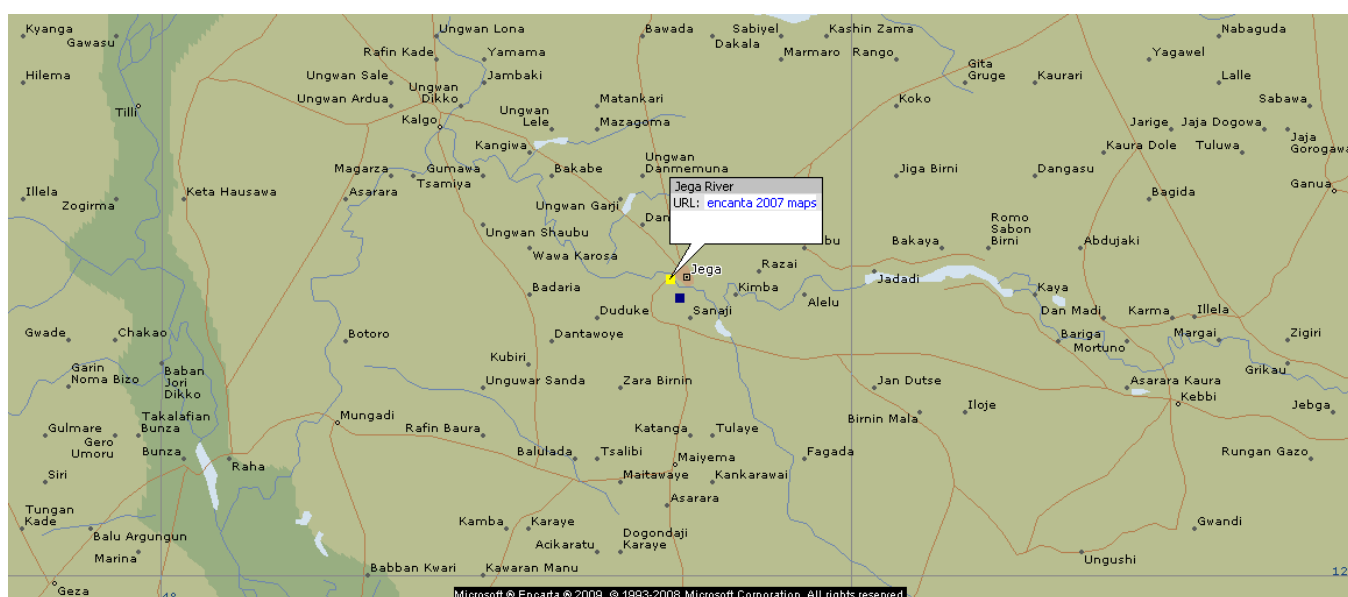 Kyanga
Gawasu
Ungwan Lona
Bawada
Sabiyel
Dakala
Kashin Zama
Nabaguda
Rafin Kade
Yamama
Marmaro
Rango
Yagawel
Hilema
Ungwan Sale
Jambaki
Gita
Gruge
Kaurari
Lalle
Tilli
Ungwan Ardua
Ungwan
Dikko
Matankari
Koko
Sabawa
Kalgo
Ungwan
Lele
Mazagoma
Jarige
Jaja Dogowa
Jaja
Gorogawa
Kangiwa
Kaura Dole
Tuluwa
Magarza
Gumawa
Tsamiya
Bakabe
Ungwan
Danmemuna
Jiga Birni
Dangasu
Illela
Zogirma
Keta Hausawa
Asarara
Jega River
URL: encanta 2007 maps
Bagida
Ganua
Ungwan Garji
Dan
bu
Romo
Sabon
Birni
Ungwan Shaubu
Bakaya
Abdujaki
Wawa Karosa
Jega
Razai
Jadadi
Badaria
Kimba
Alelu
Kaya
Duduke
Sanaji
Dan Madi
Karma
Illela
Gwade
Chakao
Botoro
Dantawoye
Bariga
Mortuno
Margai
Zigiri
Garin
Noma Bizo
Baban
Jori
Dikko
Kubiri
Grikau
Unguwar Sanda
Zara Birnin
Jan Dutse
Asarara Kaura
Kebbi
Takalafian
Bunza
Mungadi
Birnin Mala
Iloje
Jebga
Gulmare
Gero
Umoru
Rafin Baura
Katanga
Tulaye
Bunza
Raha
Balulada
Tsalibi
Maiyema
Fagada
Rungan Gazo
Siri
Maitawaye
Kankarawai
Asarara
Tungan
Kade
Balu Argungun
Kamba
Karaye
Dogondaji
Karaye
Gwandi
Marina
Acikaratu
Ungushi
Babban Kwari
Kawaran Manu
12
Geza
4°
Microsoft ® Encarta ® 2009. © 1993-2008 Microsoft Corporation. All rights reserved.